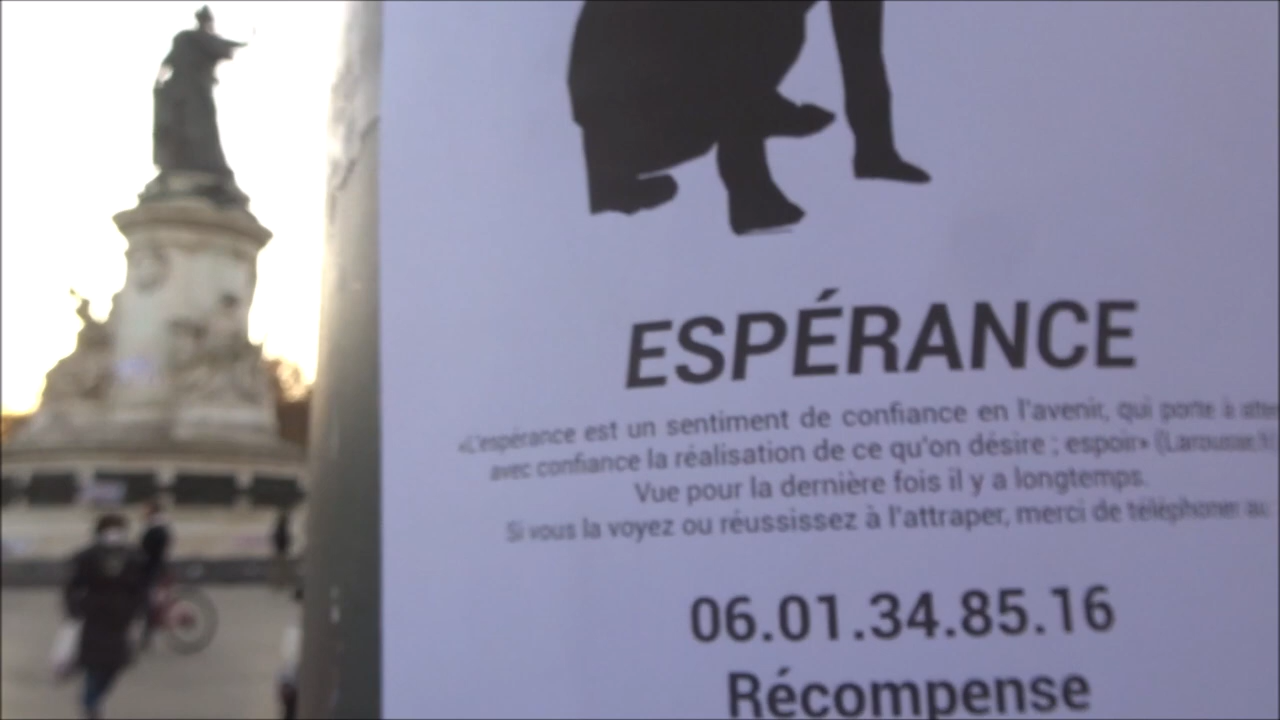 ESPÉRANCE
«L'espérance est un sentiment de confiance en l'avenir, qui porte à
avec confiance la réalisation de ce qu'on désire ; espoir» (Larousse.fr)
Vue pour la dernière fois il y a longtemps.
Si vous la voyez ou réussissez à l'attraper, merci de téléphoner au
06.01.34.85.16
Récompense